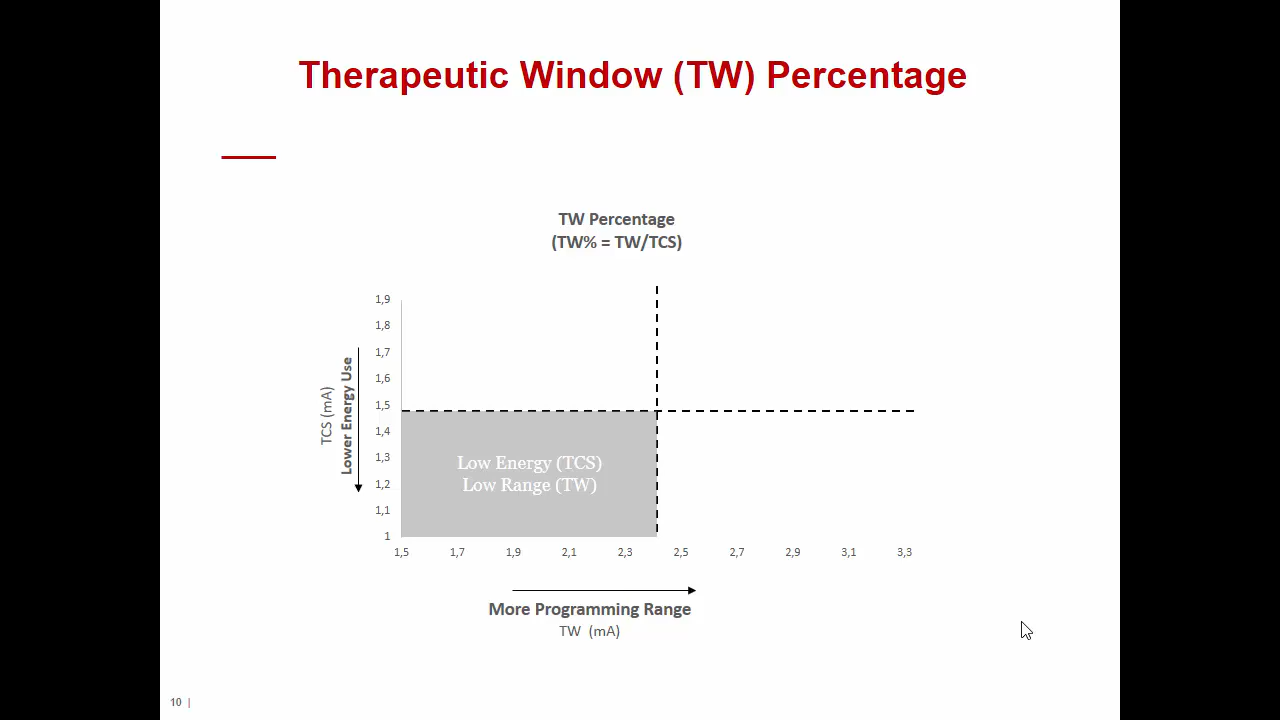 Therapeutic Window (TW) Percentage
TW Percentage
(TW% = TW/TCS)
1,9
1,8
1,7
1,6
1,5
1,4
1,3
1,2
1,1
1
TCS (mA)
Lower Energy Use
Low Energy (TCS)
Low Range (TW)
1,5 1,7 1,9 2,1 2,3 2,5 2,7 2,9 3,1 3,3
More Programming Range
TW (mA)
10 |